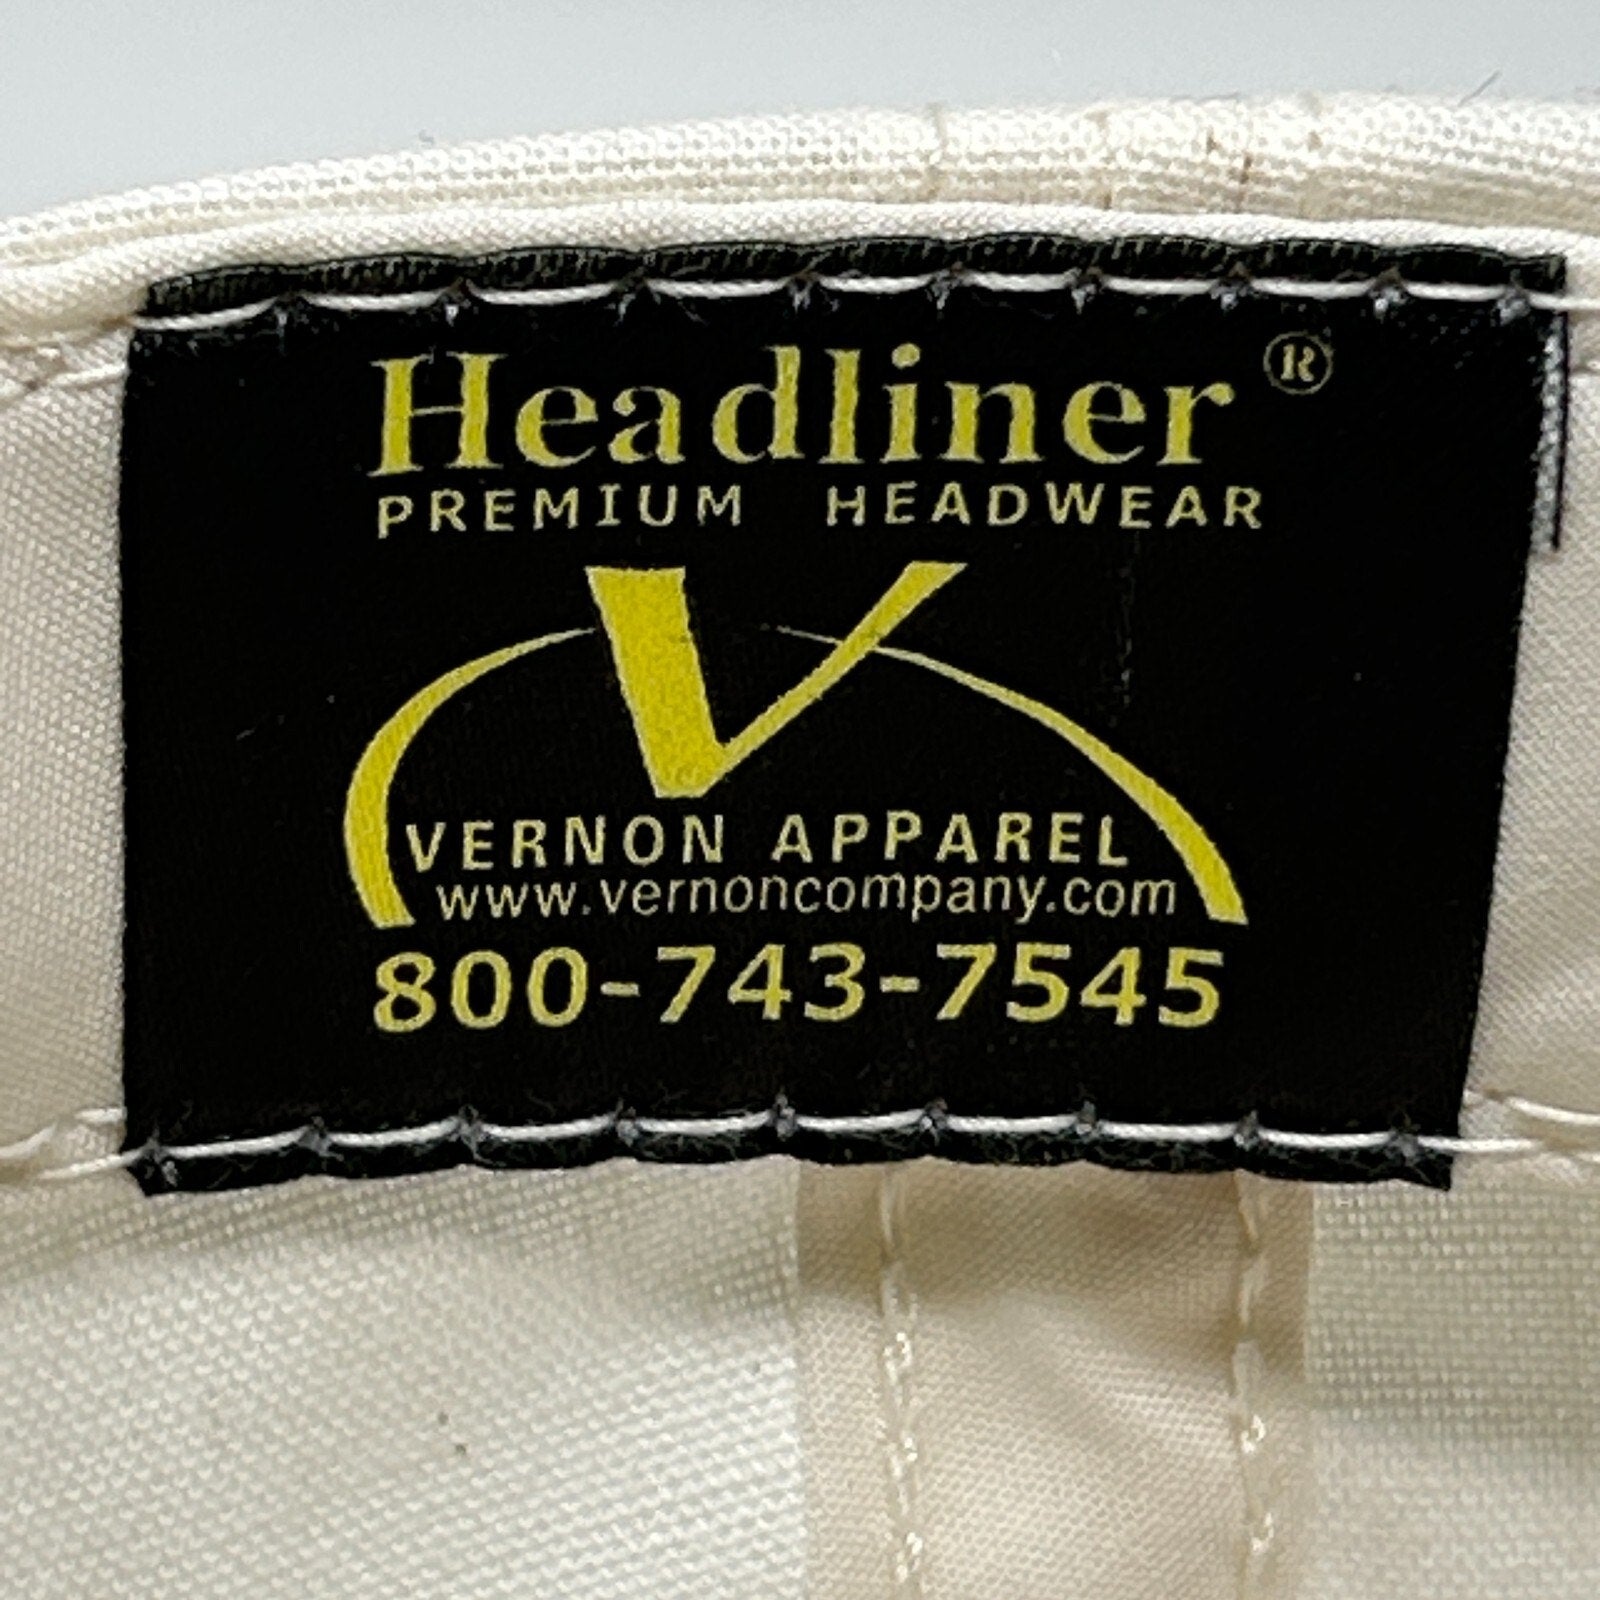 Headliner®
PREMIUM HEADWEAR
V
VERNON APPAREL
www.vernoncompany.com
800-743-7545